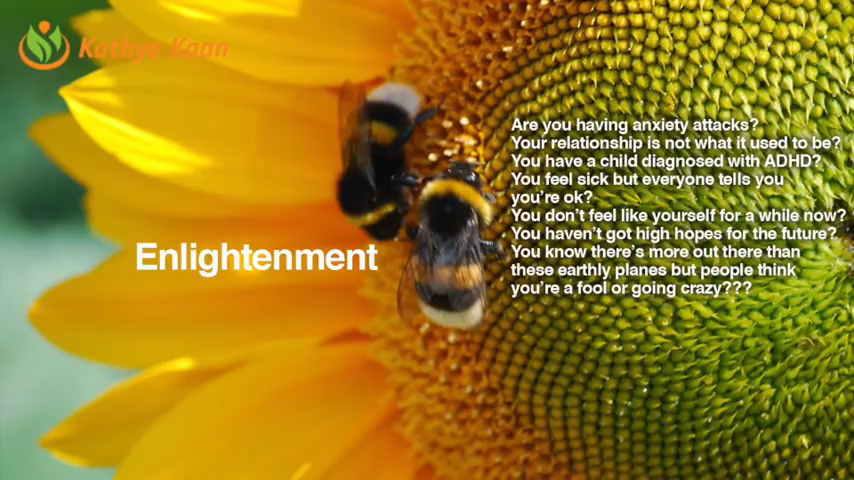 Kathye Kaan
Enlightenment
Are you having anxiety attacks?
Your relationship is not what it used to be?
You have a child diagnosed with ADHD?
You feel sick but everyone tells you
you're ok?
You don't feel like yourself for a while now?
You haven't got high hopes for the future?
You know there's more out there than
these earthly planes but people think
you're a fool or going crazy???